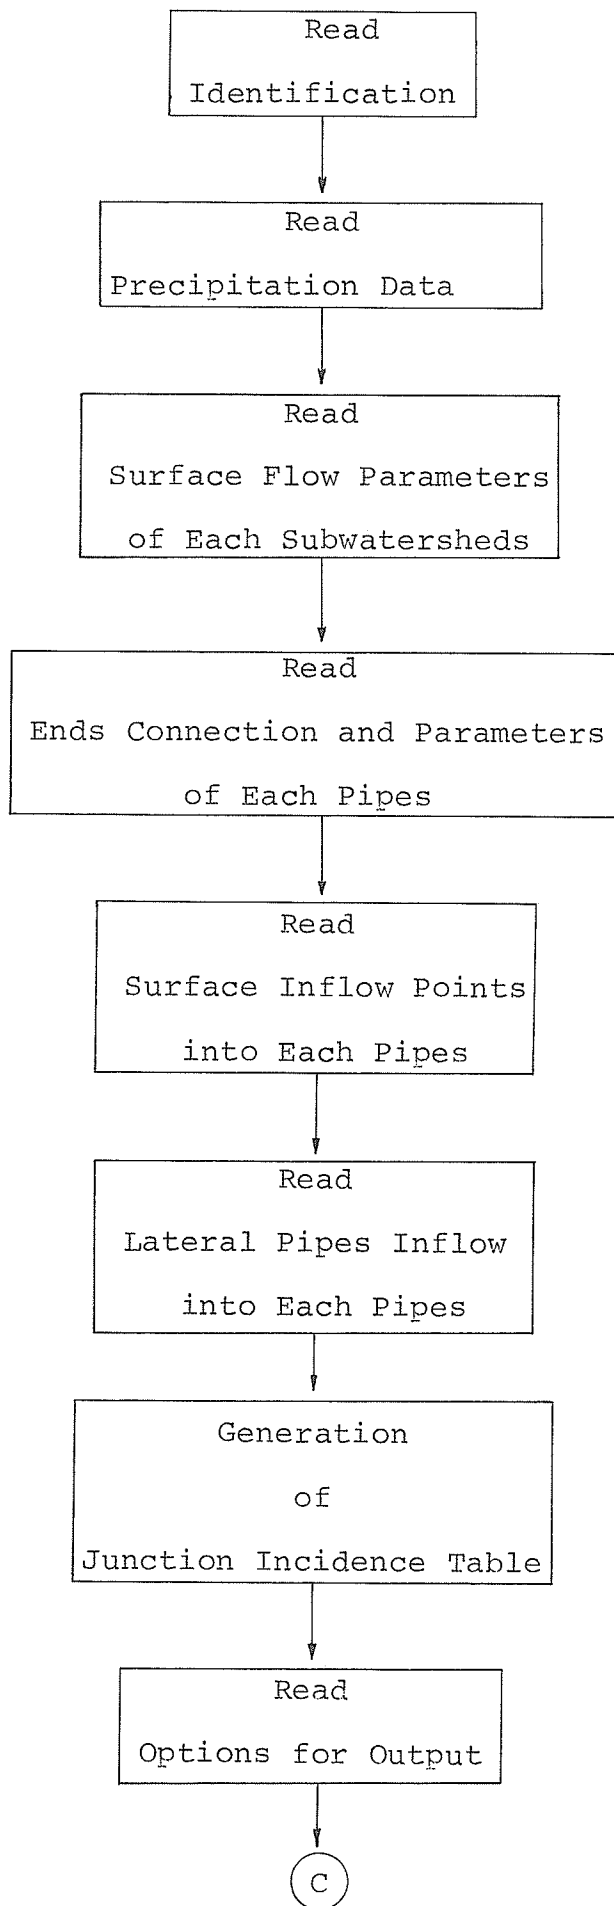 Read
Identification
Read
Precipitation Data
Read
Surface Flow Parameters
of Each Subwatersheds
Read
Ends Connection and Parameters
of Each Pipes
Read
Surface Inflow Points
into Each Pipes
Read
Lateral Pipes Inflow
into Each Pipes
Generation
of
Junction Incidence Table
Read
Options for Output
C